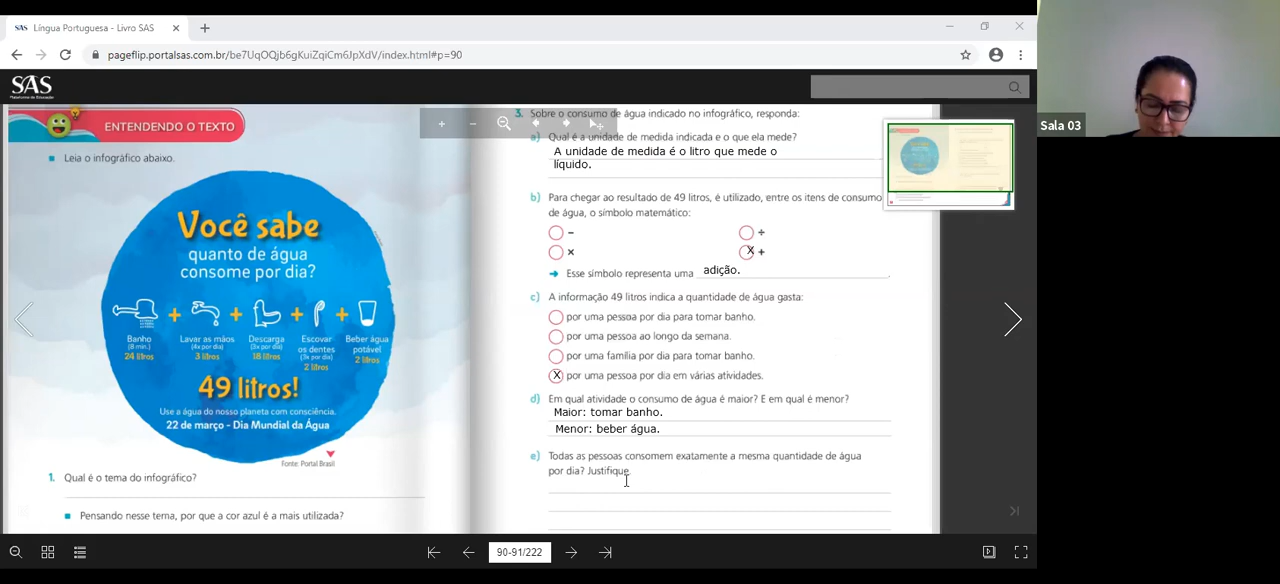 SAS Língua Portuguesa - Livro SAS
pageflip.portalsas.com.br/be7UqOQjb6gKuiZqiCm6JpXdV/index.html#p=90
SAS
Plataforma de Educação
ENTENDENDO O TEXTO
Leia o infográfico abaixo.
Você sabe
quanto de água
consome por dia?
Banho
(8 min.)
24 litros
+
Lavar as mãos
(4x por dia)
3 litros
+
Descarga
(3x por dia)
18 litros
+
Escovar
os dentes
(3x por dia)
2 litros
+
Beber água
potável
2 litros
49 litros!
Use a água do nosso planeta com consciência.
22 de março - Dia Mundial da Água
Fonte: Portal Brasil
1. Qual é o tema do infográfico?
Pensando nesse tema, por que a cor azul é a mais utilizada?
3. Sobre o consumo de água indicado no infográfico, responda:
a) Qual é a unidade de medida indicada e o que ela mede?
A unidade de medida é o litro que mede o
líquido.
b) Para chegar ao resultado de 49 litros, é utilizado, entre os itens de consumo
de água, o símbolo matemático:
– ÷
× X +
Esse símbolo representa uma adição.
c) A informação 49 litros indica a quantidade de água gasta:
por uma pessoa por dia para tomar banho.
por uma pessoa ao longo da semana.
por uma família por dia para tomar banho.
X por uma pessoa por dia em várias atividades.
d) Em qual atividade o consumo de água é maior? E em qual é menor?
Maior: tomar banho.
Menor: beber água.
e) Todas as pessoas consomem exatamente a mesma quantidade de água
por dia? Justifique.
90-91/222
Sala 03